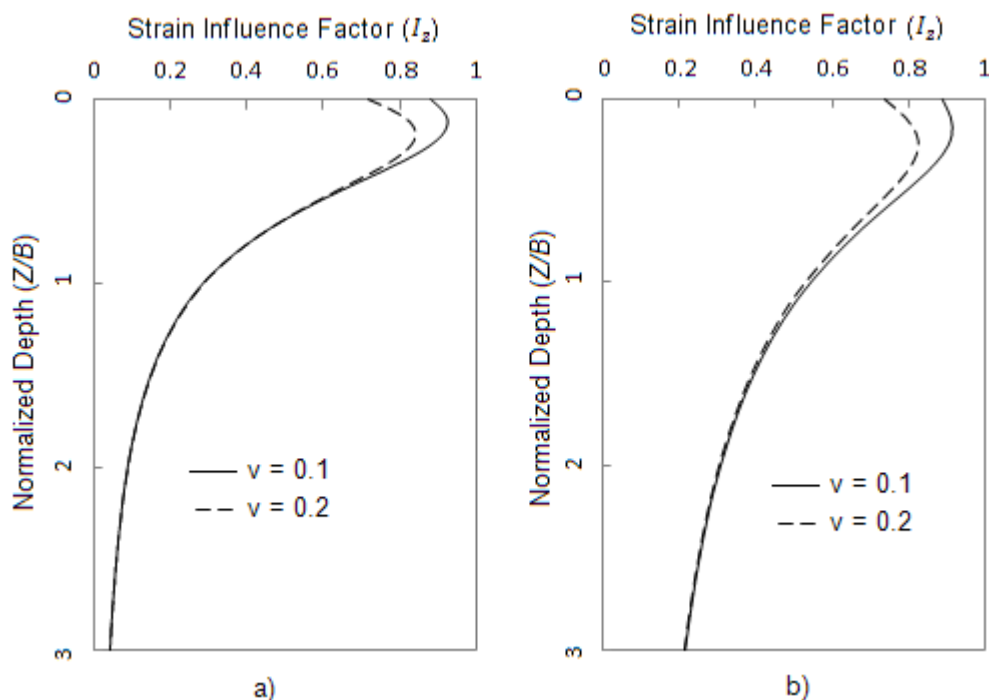 Strain Influence Factor (I_z)
0 0.2 0.4 0.6 0.8 1
Normalized Depth (Z/B)
0
1
2
3
ν = 0.1
ν = 0.2
a)
Strain Influence Factor (I_z)
0 0.2 0.4 0.6 0.8 1
Normalized Depth (Z/B)
0
1
2
3
ν = 0.1
ν = 0.2
b)